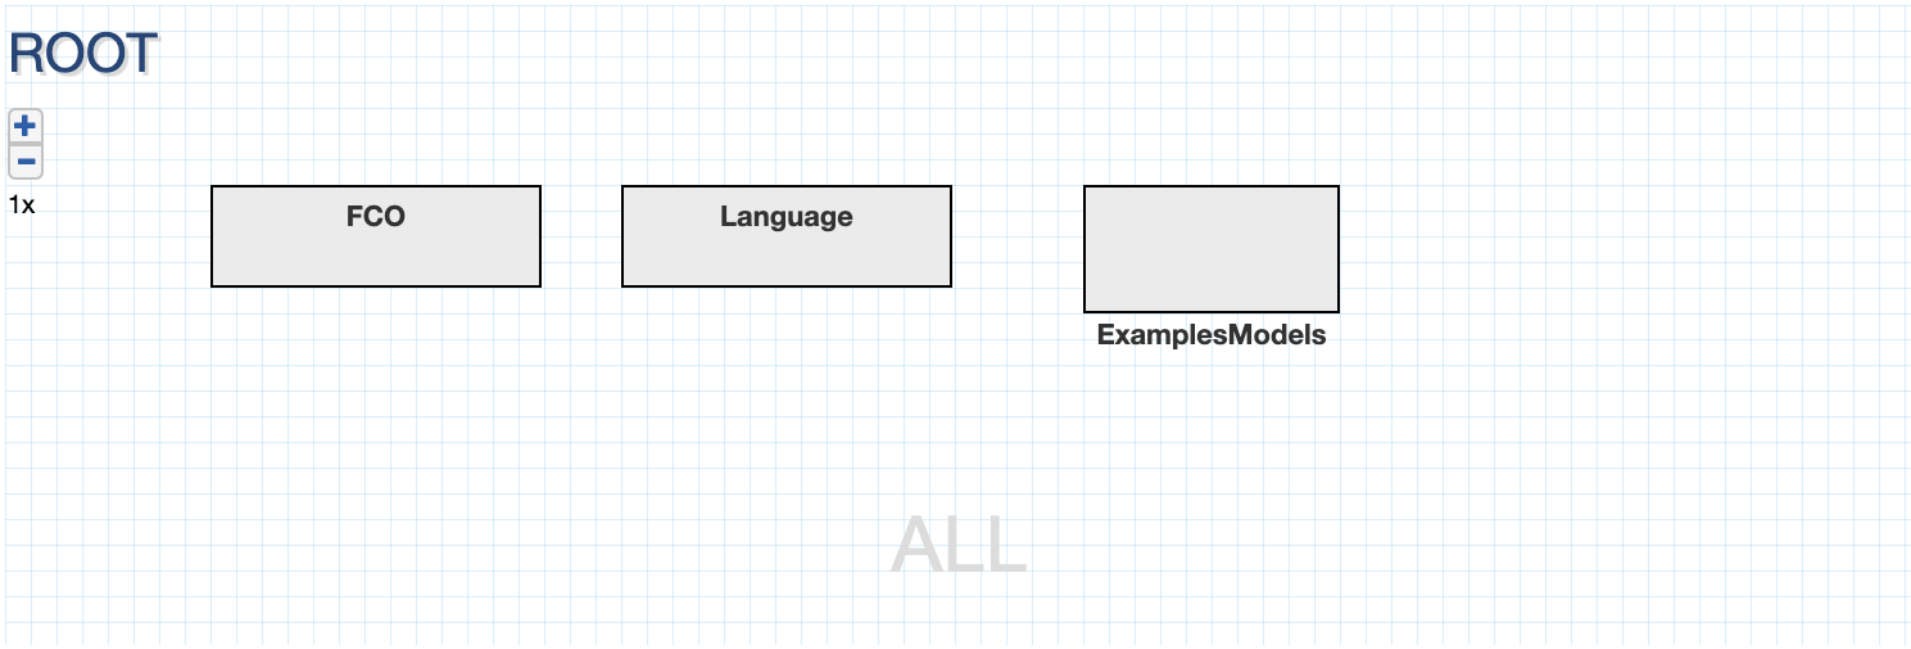 ROOT
+
-
1x
FCO
Language
ExamplesModels
ALL